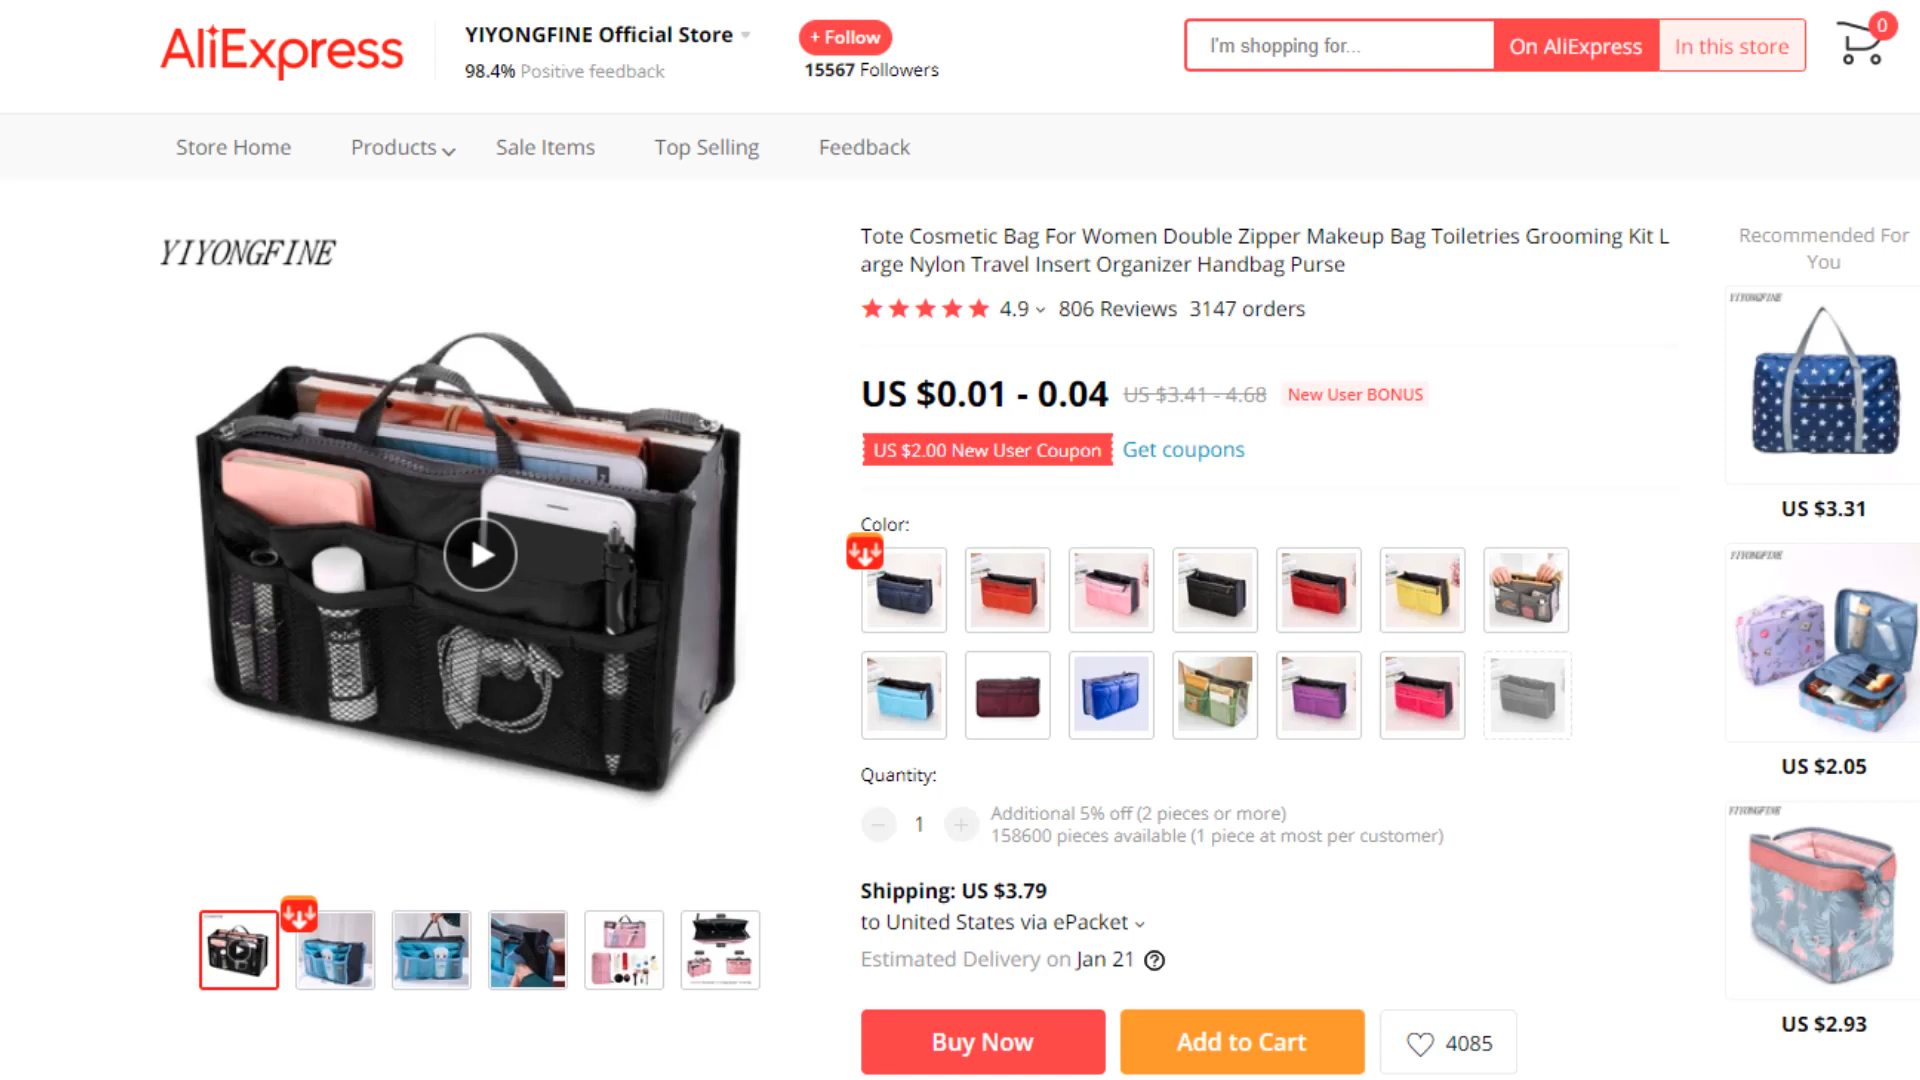 AliExpress
YIYONGFINE Official Store
98.4% Positive feedback
+ Follow
15567 Followers
I'm shopping for...
On AliExpress
In this store
0
Store Home
Products
Sale Items
Top Selling
Feedback
YIYONGFINE
Tote Cosmetic Bag For Women Double Zipper Makeup Bag Toiletries Grooming Kit L
arge Nylon Travel Insert Organizer Handbag Purse
4.9
806 Reviews
3147 orders
US $0.01 - 0.04
US $3.41 - 4.68
New User BONUS
US $2.00 New User Coupon
Get coupons
Color:
Quantity:
1
Additional 5% off (2 pieces or more)
158600 pieces available (1 piece at most per customer)
Shipping: US $3.79
to United States via ePacket
Estimated Delivery on Jan 21
Buy Now
Add to Cart
4085
Recommended For
You
YIYONGFINE
US $3.31
YIYONGFINE
US $2.05
YIYONGFINE
US $2.93